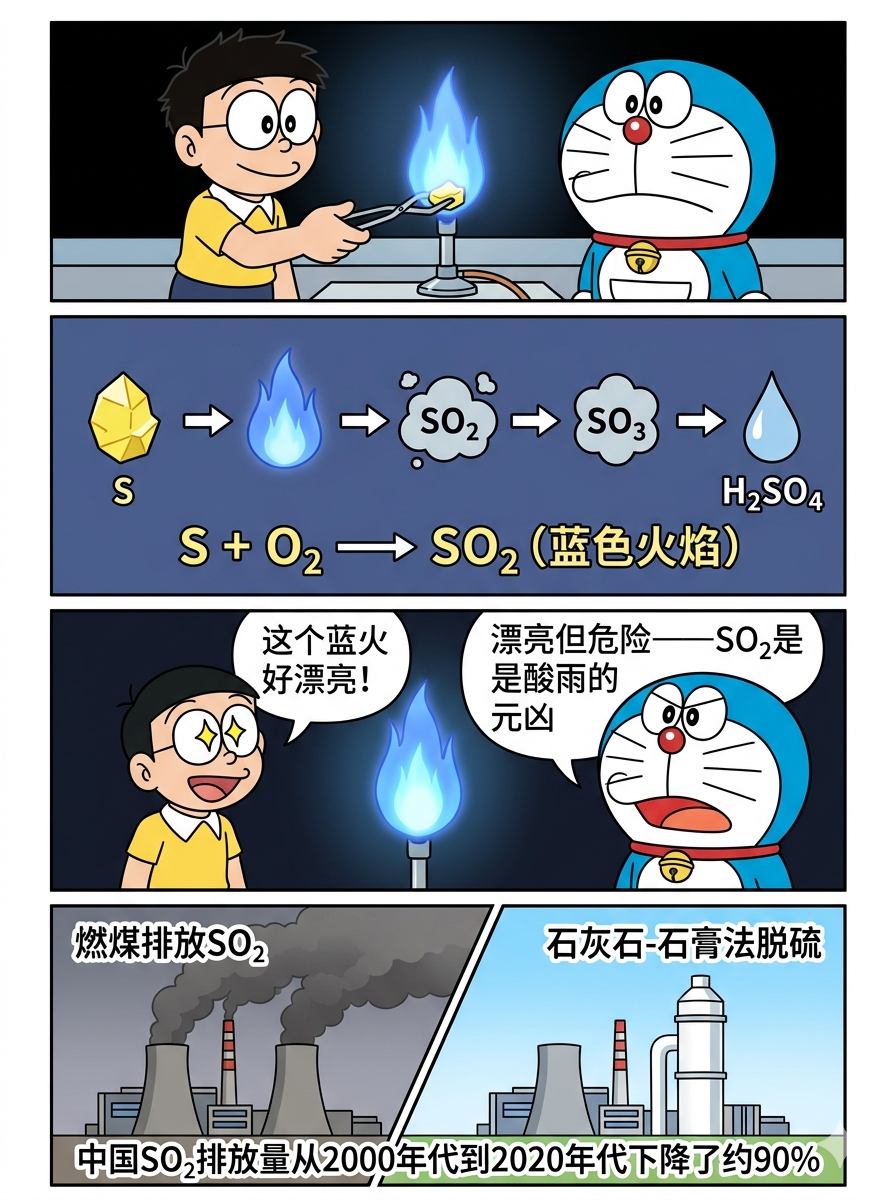 SO₂
SO₃
S
H₂SO₄
S + O₂ ⟶ SO₂ (蓝色火焰)
这个蓝火
好漂亮！
漂亮但危险——SO₂是
是酸雨的
元凶
燃煤排放SO₂
石灰石-石膏法脱硫
中国SO₂排放量从2000年代到2020年代下降了约90%